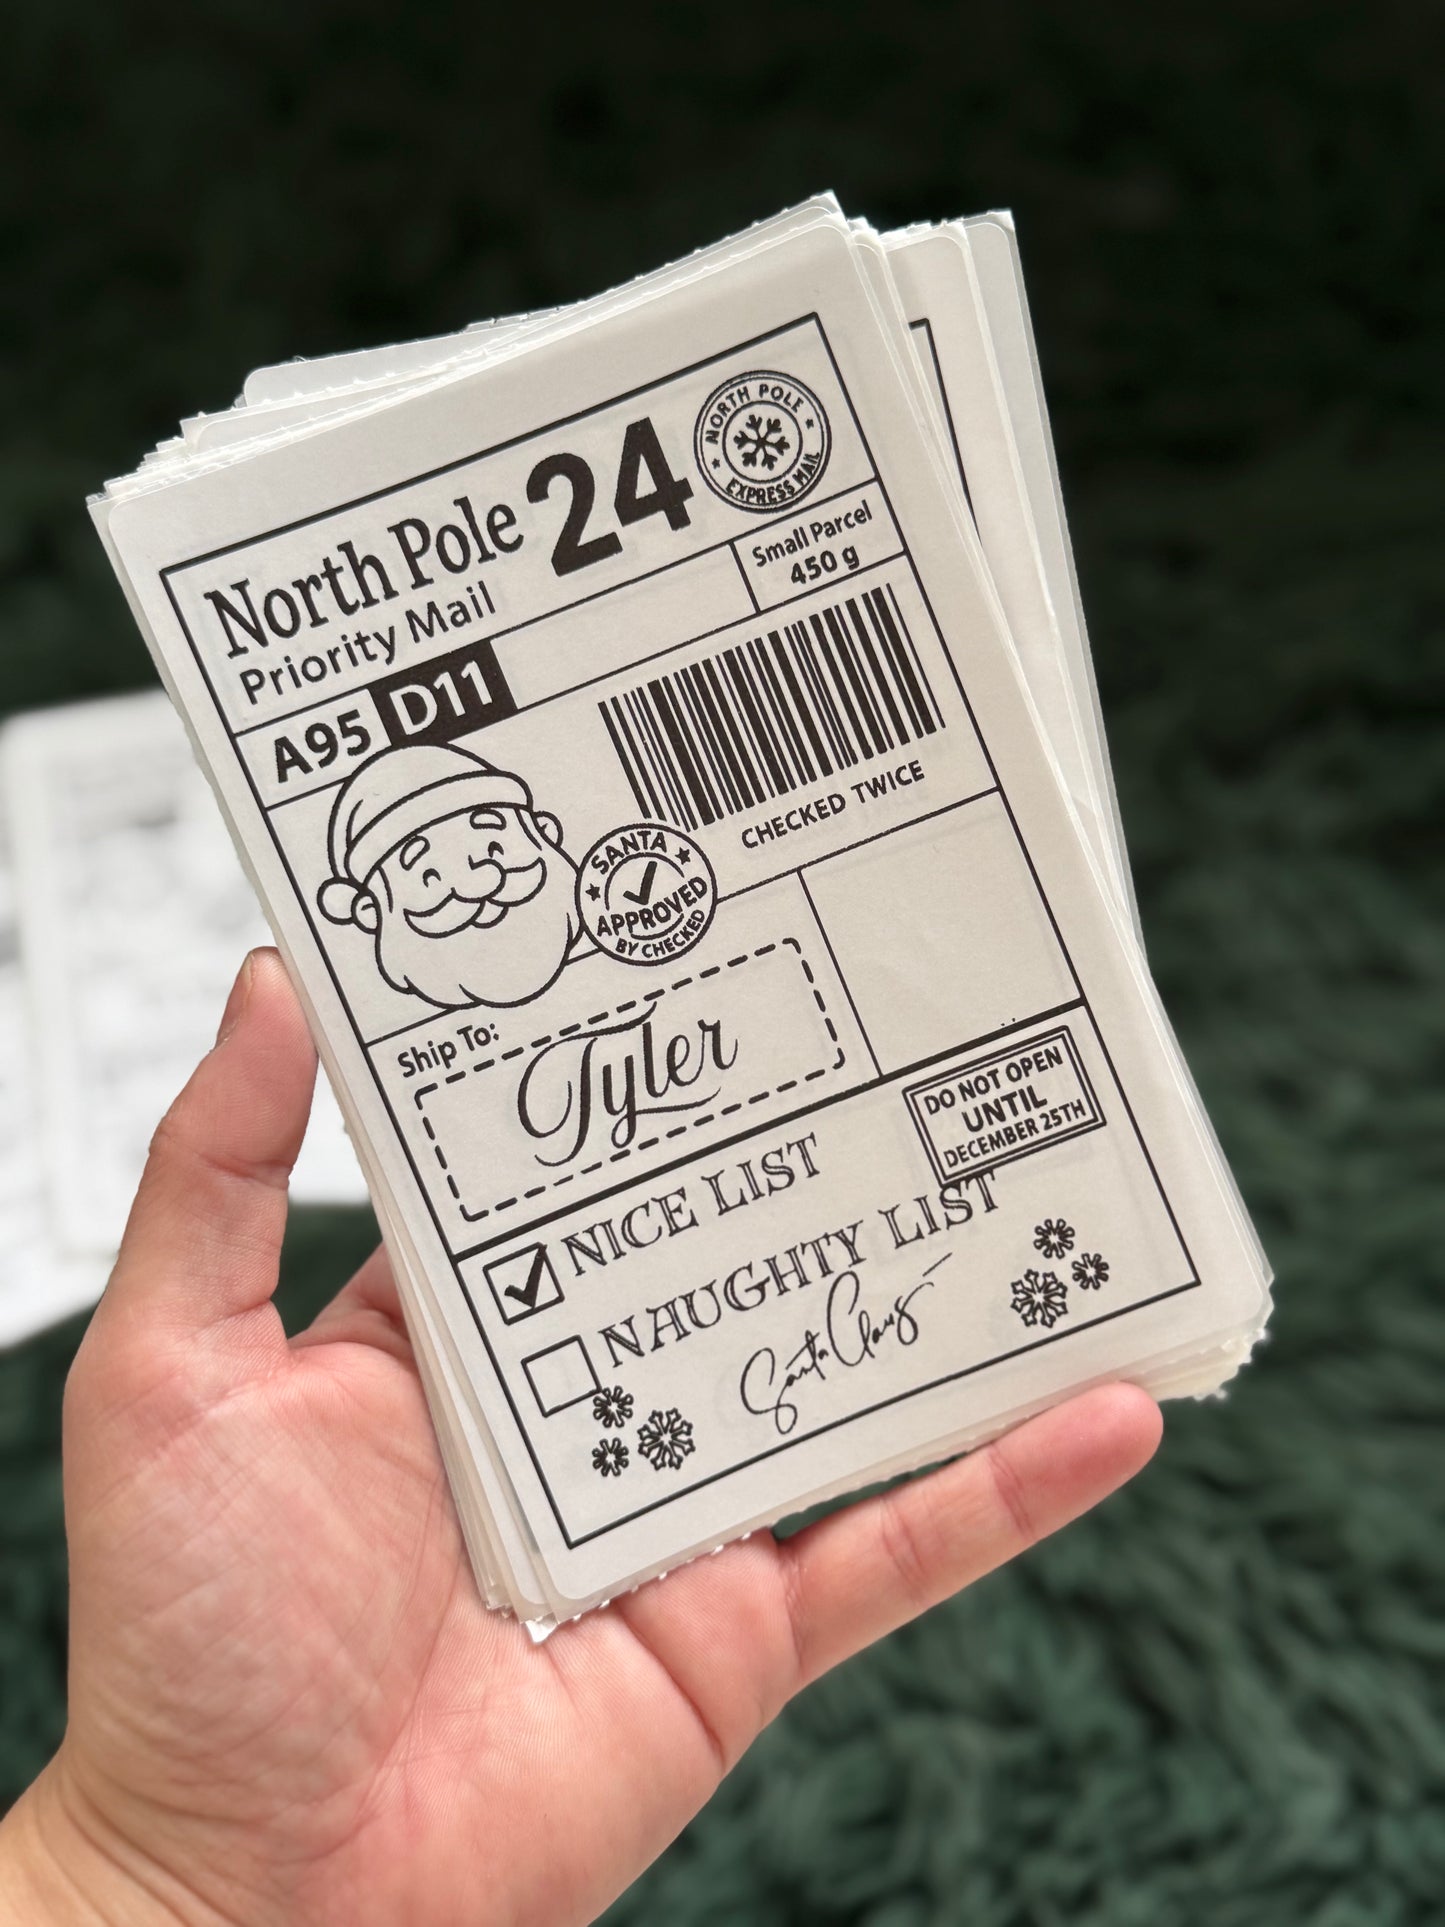 North Pole 24
Priority Mail
NORTH POLE
EXPRESS MAIL
Small Parcel
450 g
A95 D11
CHECKED TWICE
SANTA
APPROVED
BY CHECKED
Ship To:
Tyler
DO NOT OPEN
UNTIL
DECEMBER 25TH
NICE LIST
NAUGHTY LIST
Santa Claus